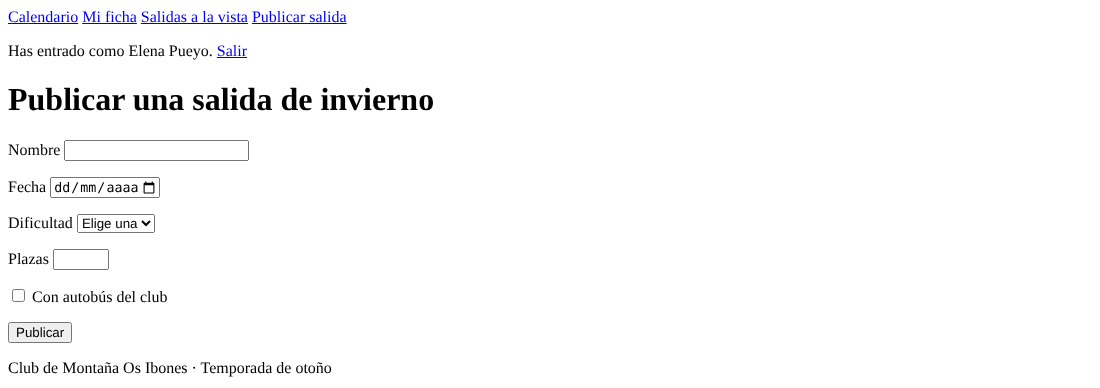 Calendario Mi ficha Salidas a la vista Publicar salida
Has entrado como Elena Pueyo. Salir
Publicar una salida de invierno
Nombre
Fecha dd/mm/aaaa
Dificultad Elige una
Plazas
Con autobús del club
Publicar
Club de Montaña Os Ibones · Temporada de otoño